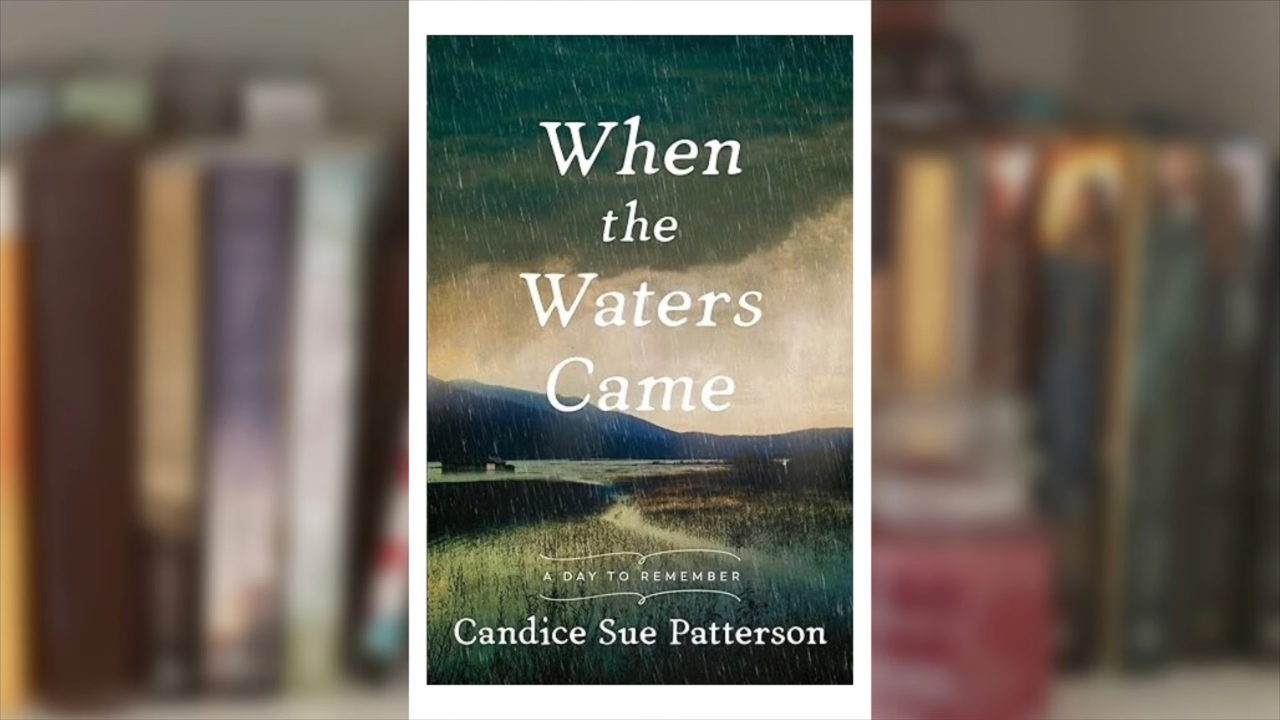 When
the
Waters
Came
A DAY TO REMEMBER
Candice Sue Patterson